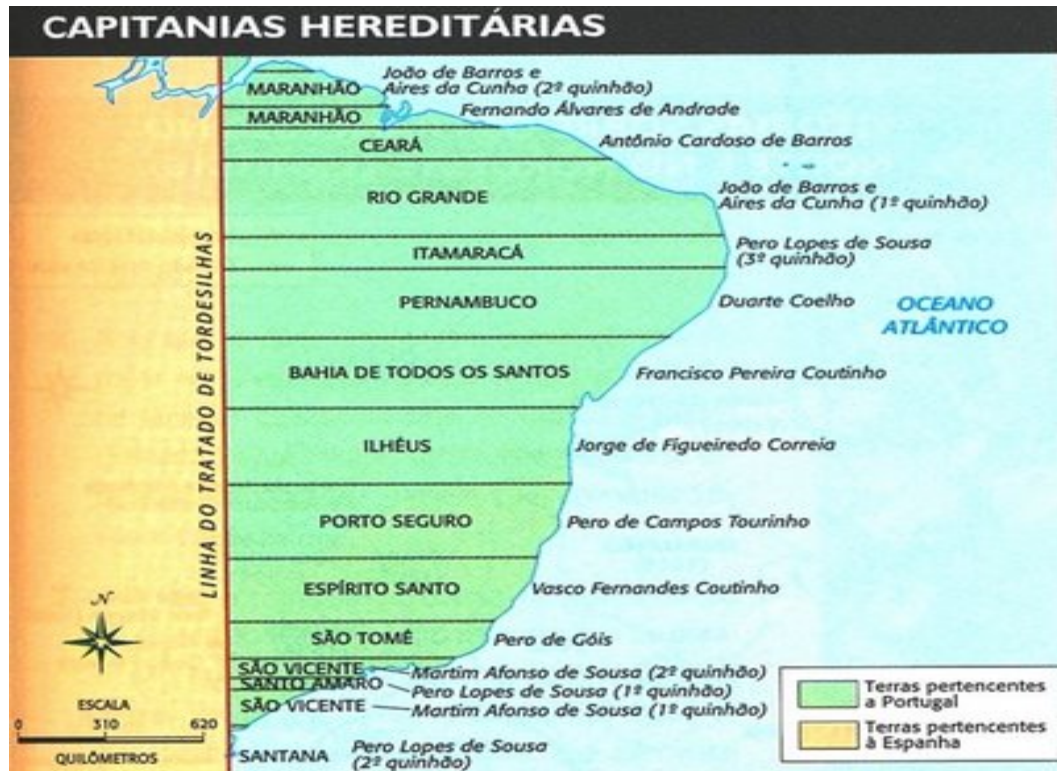 CAPITANIAS HEREDITÁRIAS
MARANHÃO
João de Barros e
Aires da Cunha (2º quinhão)
MARANHÃO
Fernando Álvares de Andrade
CEARÁ
Antônio Cardoso de Barros
RIO GRANDE
João de Barros e
Aires da Cunha (1º quinhão)
ITAMARACÁ
Pero Lopes de Sousa
(3º quinhão)
PERNAMBUCO
Duarte Coelho
OCEANO
ATLÂNTICO
BAHIA DE TODOS OS SANTOS
Francisco Pereira Coutinho
ILHÉUS
Jorge de Figueiredo Correia
PORTO SEGURO
Pero de Campos Tourinho
ESPÍRITO SANTO
Vasco Fernandes Coutinho
SÃO TOMÉ
Pero de Góis
SÃO VICENTE
Martim Afonso de Sousa (2º quinhão)
SANTO AMARO
Pero Lopes de Sousa (1º quinhão)
SÃO VICENTE
Martim Afonso de Sousa (1º quinhão)
SANTANA
Pero Lopes de Sousa
(2º quinhão)
LINHA DO TRATADO DE TORDESILHAS
N
ESCALA
0 310 620
QUILÔMETROS
Terras pertencentes
a Portugal
Terras pertencentes
à Espanha